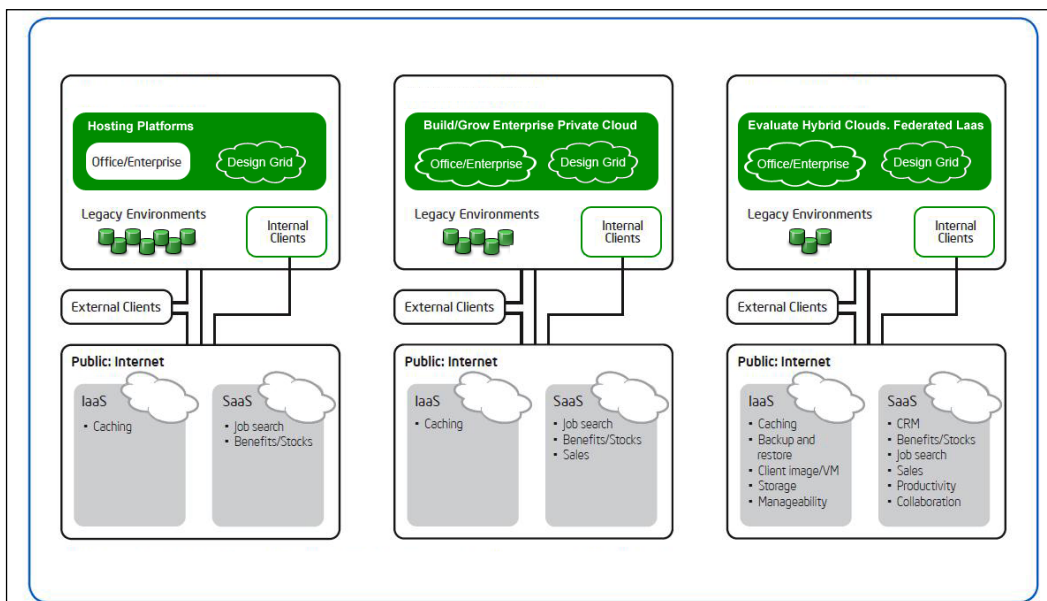 Hosting Platforms
Office/Enterprise
Design Grid
Legacy Environments
Internal
Clients
External Clients
Public: Internet
IaaS
• Caching
SaaS
• Job search
• Benefits/Stocks
Build/Grow Enterprise Private Cloud
Office/Enterprise
Design Grid
Legacy Environments
Internal
Clients
External Clients
Public: Internet
IaaS
• Caching
SaaS
• Job search
• Benefits/Stocks
• Sales
Evaluate Hybrid Clouds. Federated Laas
Office/Enterprise
Design Grid
Legacy Environments
Internal
Clients
External Clients
Public: Internet
IaaS
• Caching
• Backup and
restore
• Client image/VM
• Storage
• Manageability
SaaS
• CRM
• Benefits/Stocks
• Job search
• Sales
• Productivity
• Collaboration